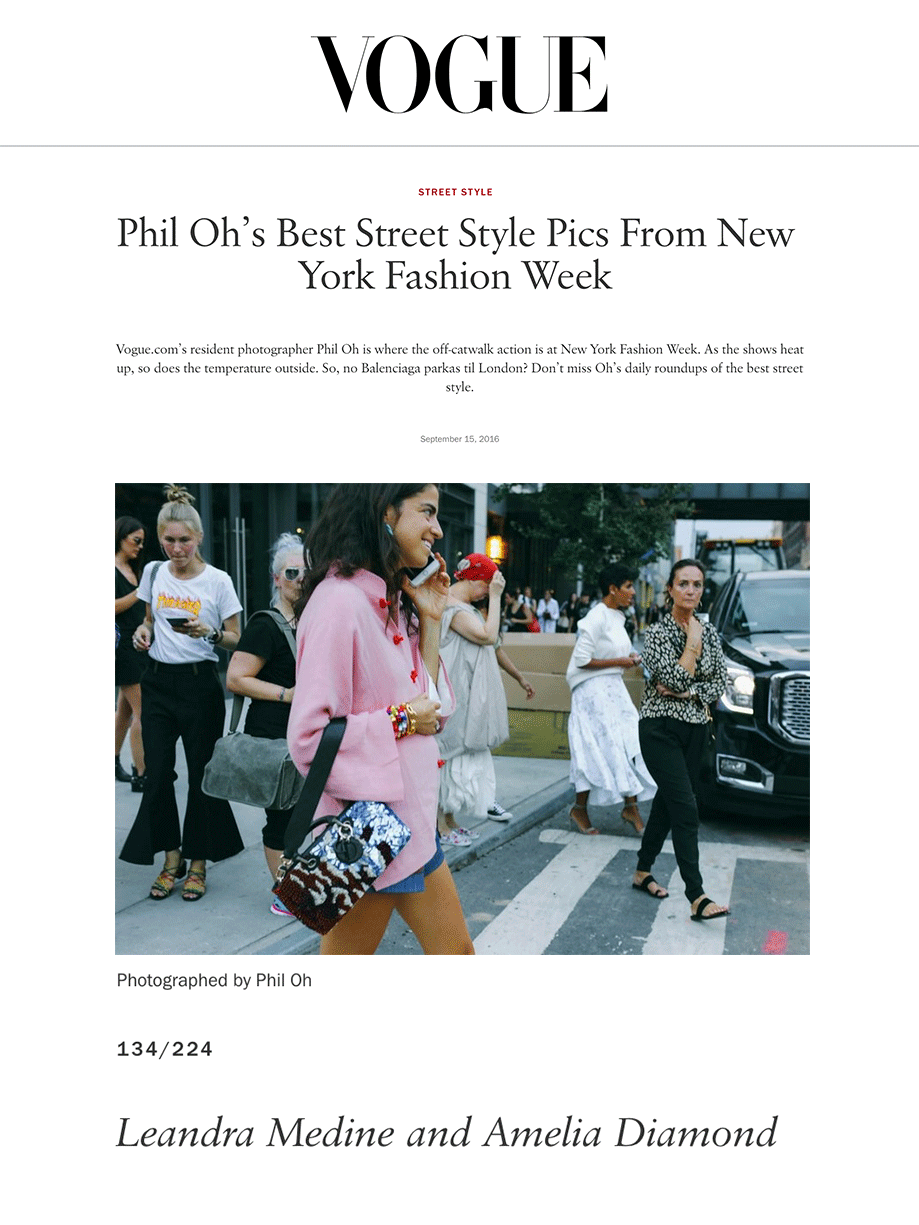 VOGUE
STREET STYLE
Phil Oh’s Best Street Style Pics From New
York Fashion Week
Vogue.com’s resident photographer Phil Oh is where the off-catwalk action is at New York Fashion Week. As the shows heat
up, so does the temperature outside. So, no Balenciaga parkas til London? Don’t miss Oh’s daily roundups of the best street
style.
September 15, 2016
Photographed by Phil Oh
134/224
Leandra Medine and Amelia Diamond